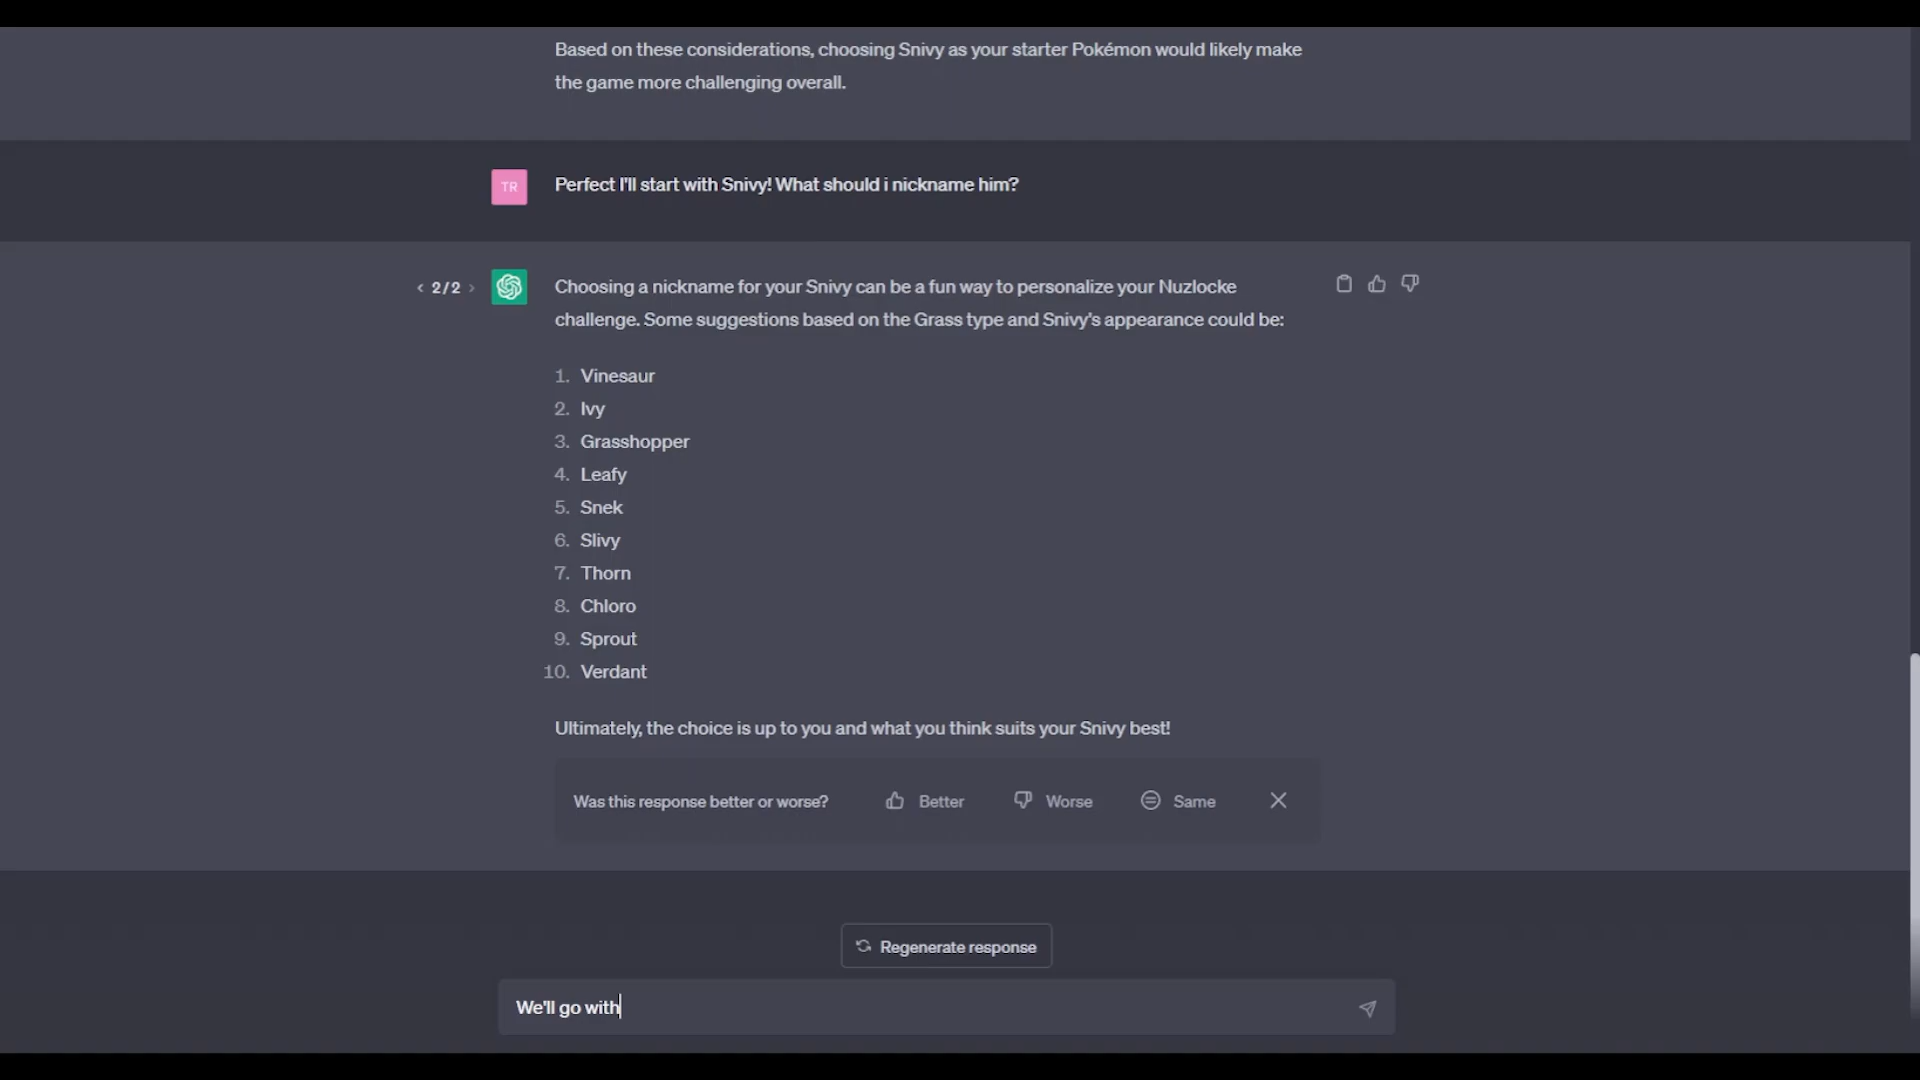 Based on these considerations, choosing Snivy as your starter Pokémon would likely make
the game more challenging overall.
TR
Perfect I'll start with Snivy! What should i nickname him?
< 2/2 >
Choosing a nickname for your Snivy can be a fun way to personalize your Nuzlocke
challenge. Some suggestions based on the Grass type and Snivy's appearance could be:
1. Vinesaur
2. Ivy
3. Grasshopper
4. Leafy
5. Snek
6. Slivy
7. Thorn
8. Chloro
9. Sprout
10. Verdant
Ultimately, the choice is up to you and what you think suits your Snivy best!
Was this response better or worse? Better Worse Same
Regenerate response
We'll go with